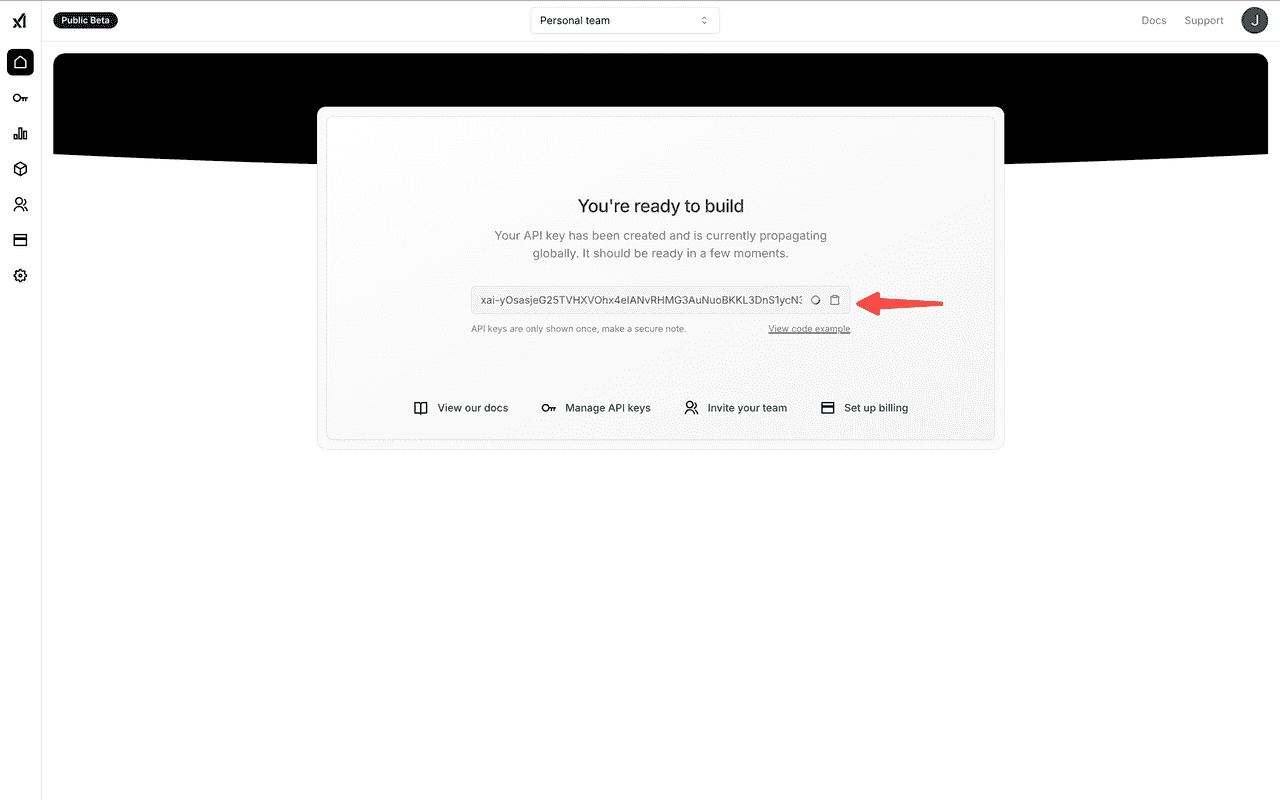 Public Beta
Personal team
Docs
Support
J
You're ready to build
Your API key has been created and is currently propagating
globally. It should be ready in a few moments.
xai-yOsasjeG25TVHXVOhx4eIANvRHMG3AuNuoBKKL3DnS1ycN
API keys are only shown once, make a secure note.
View code example
View our docs
Manage API keys
Invite your team
Set up billing